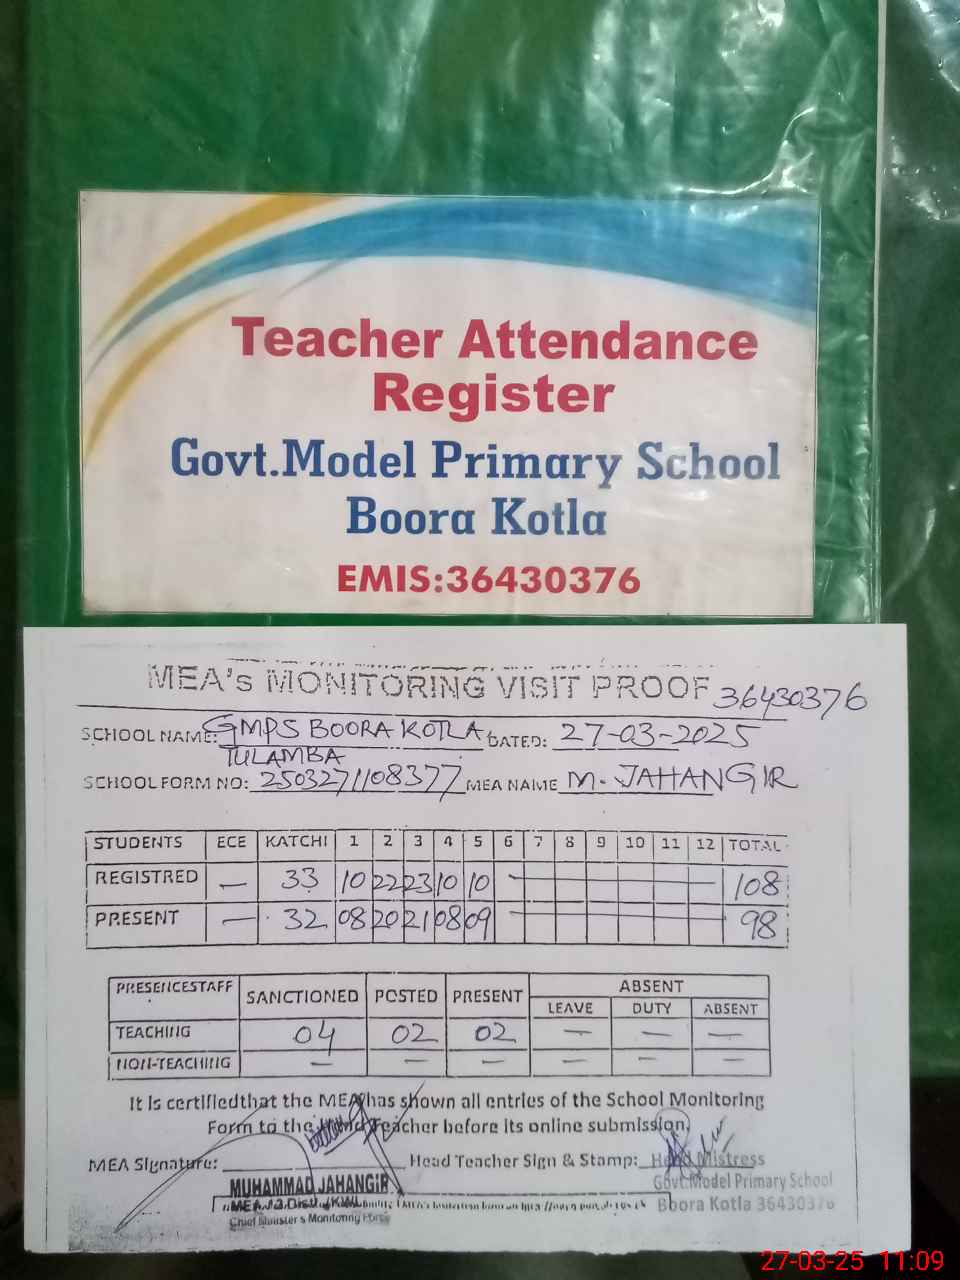 Teacher Attendance
Register
Govt.Model Primary School
Boora Kotla
EMIS:36430376
MEA's MONITORING VISIT PROOF 36430376
SCHOOL NAME: GMPS BOORA KOTLA, DATED: 27-03-2025
TULAMBA
SCHOOL FORM NO: 2503271108377 MEA NAME M. JAHANGIR
STUDENTS ECE KATCHI 1 2 3 4 5 6 7 8 9 10 11 12 TOTAL
REGISTRED — 33 10 22 23 10 10 — 108
PRESENT — 32 08 20 21 08 09 — 98
PRESENCESTAFF SANCTIONED POSTED PRESENT ABSENT
LEAVE DUTY ABSENT
TEACHING 04 02 02 — — —
NON-TEACHING — — — — — —
It is certifiedthat the MEA has shown all entries of the School Monitoring
Form to the Head Teacher before its online submission.
MEA Signature: Head Teacher Sign & Stamp: Head Mistress
MUHAMMAD JAHANGIR Govt.Model Primary School
Boora Kotla 36430376
Chief Minister's Monitoring Force
27-03-25 11:09